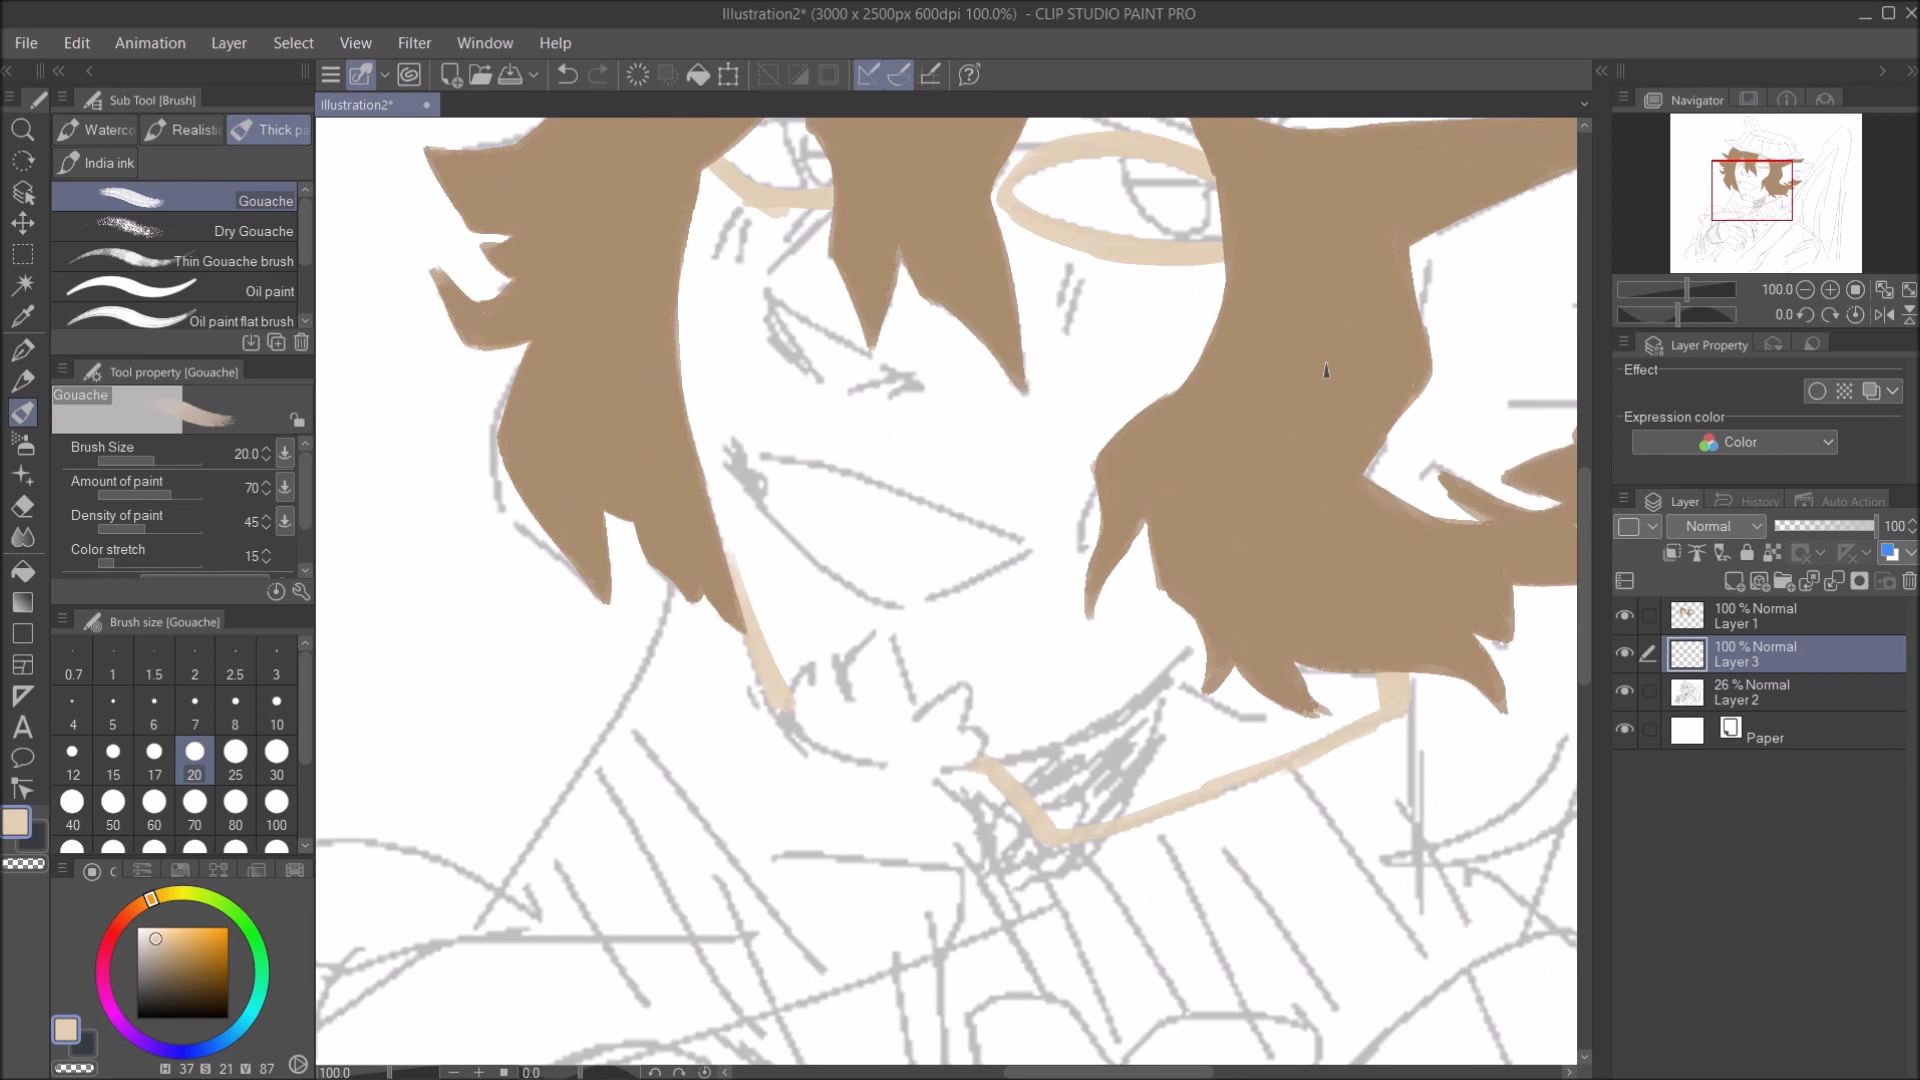 Illustration2* (3000 x 2500px 600dpi 100.0%) - CLIP STUDIO PAINT PRO
File Edit Animation Layer Select View Filter Window Help
Sub Tool [Brush]
Illustration2*
Waterco Realistic Thick pa
India ink
Gouache
Dry Gouache
Thin Gouache brush
Oil paint
Oil paint flat brush
Tool property [Gouache]
Gouache
Brush Size 20.0
Amount of paint 70
Density of paint 45
Color stretch 15
Brush size [Gouache]
0.7 1 1.5 2 2.5 3
4 5 6 7 8 10
12 15 17 20 25 30
40 50 60 70 80 100
C
H 37 S 21 V 87
100.0 0.0
Navigator
100.0
0.0
Layer Property
Effect
Expression color
Color
Layer History Auto Action
Normal 100
100 % Normal
Layer 1
100 % Normal
Layer 3
26 % Normal
Layer 2
Paper